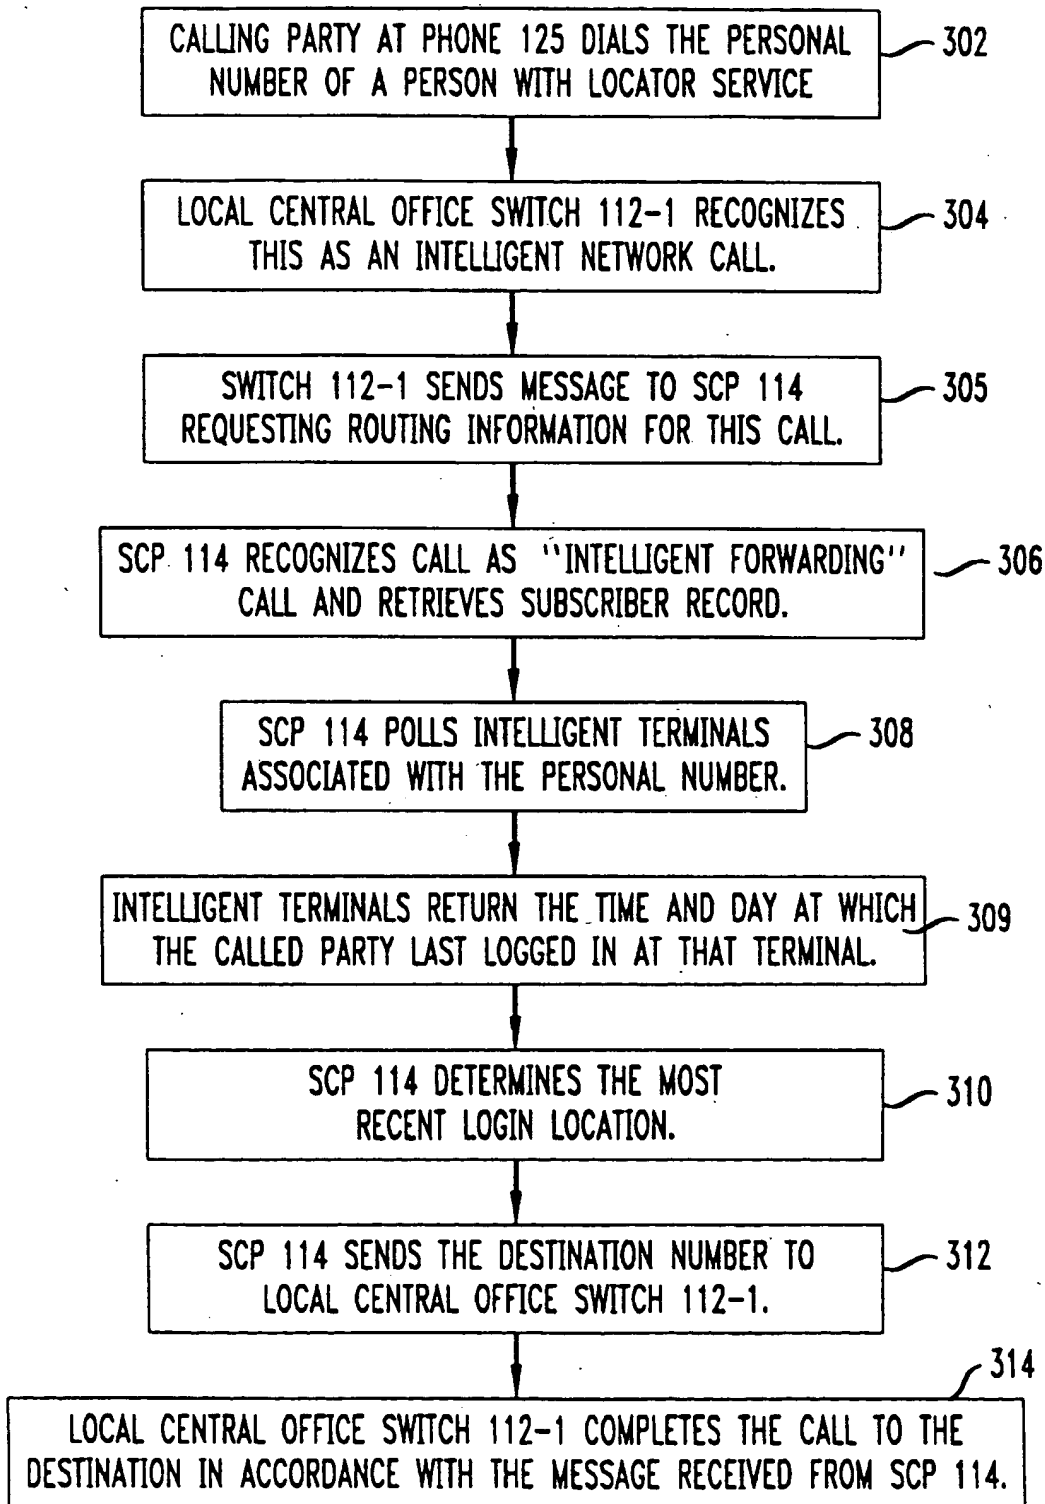 CALLING PARTY AT PHONE 125 DIALS THE PERSONAL
NUMBER OF A PERSON WITH LOCATOR SERVICE
302
LOCAL CENTRAL OFFICE SWITCH 112-1 RECOGNIZES
THIS AS AN INTELLIGENT NETWORK CALL.
304
SWITCH 112-1 SENDS MESSAGE TO SCP 114
REQUESTING ROUTING INFORMATION FOR THIS CALL.
305
SCP 114 RECOGNIZES CALL AS "INTELLIGENT FORWARDING"
CALL AND RETRIEVES SUBSCRIBER RECORD.
306
SCP 114 POLLS INTELLIGENT TERMINALS
ASSOCIATED WITH THE PERSONAL NUMBER.
308
INTELLIGENT TERMINALS RETURN THE TIME AND DAY AT WHICH
THE CALLED PARTY LAST LOGGED IN AT THAT TERMINAL.
309
SCP 114 DETERMINES THE MOST
RECENT LOGIN LOCATION.
310
SCP 114 SENDS THE DESTINATION NUMBER TO
LOCAL CENTRAL OFFICE SWITCH 112-1.
312
314
LOCAL CENTRAL OFFICE SWITCH 112-1 COMPLETES THE CALL TO THE
DESTINATION IN ACCORDANCE WITH THE MESSAGE RECEIVED FROM SCP 114.